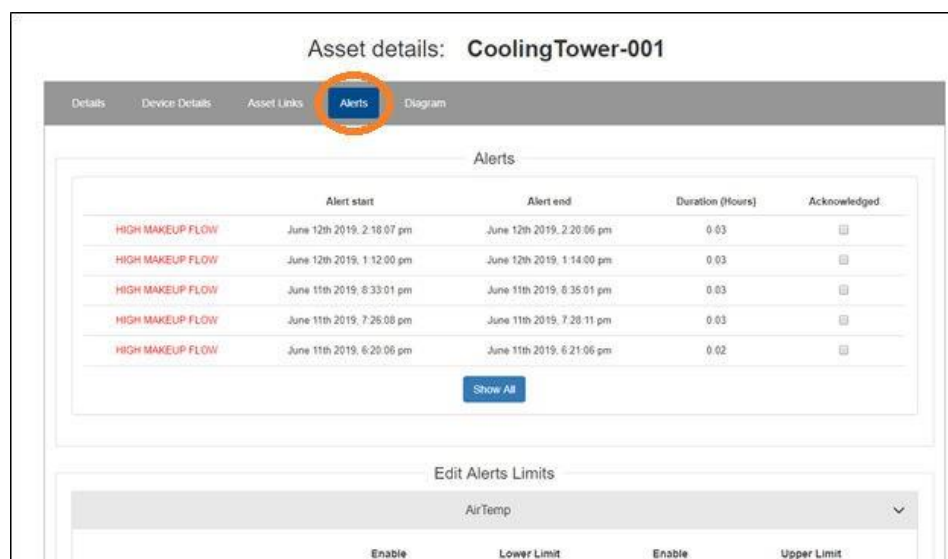 Asset details: CoolingTower-001
Details Device Details Asset Links Alerts Diagram
Alerts
Alert start Alert end Duration (Hours) Acknowledged
HIGH MAKEUP FLOW June 12th 2019, 2:18:07 pm June 12th 2019, 2:20:06 pm 0.03
HIGH MAKEUP FLOW June 12th 2019, 1:12:00 pm June 12th 2019, 1:14:00 pm 0.03
HIGH MAKEUP FLOW June 11th 2019, 8:33:01 pm June 11th 2019, 8:35:01 pm 0.03
HIGH MAKEUP FLOW June 11th 2019, 7:26:08 pm June 11th 2019, 7:28:11 pm 0.03
HIGH MAKEUP FLOW June 11th 2019, 6:20:06 pm June 11th 2019, 6:21:06 pm 0.02
Show All
Edit Alerts Limits
AirTemp
Enable Lower Limit Enable Upper Limit